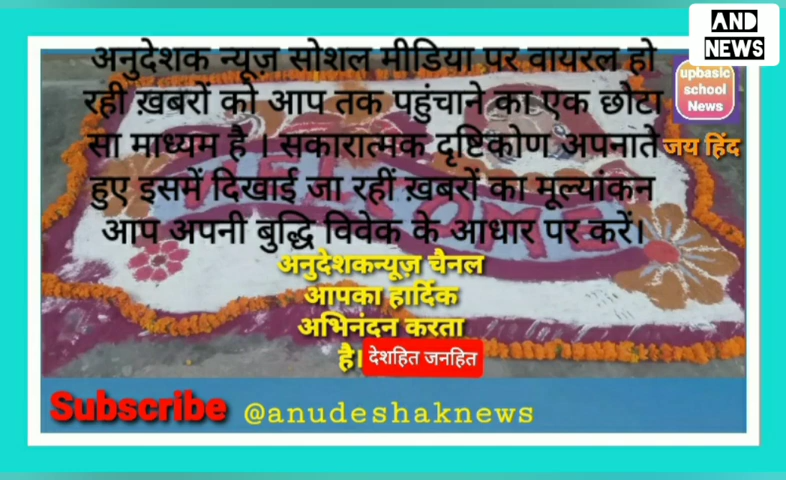 AND
NEWS
अनुदेशक न्यूज़ सोशल मीडिया पर वायरल हो
रही ख़बरों को आप तक पहुंचाने का एक छोटा
सा माध्यम है । सकारात्मक दृष्टिकोण अपनाते
हुए इसमें दिखाई जा रहीं ख़बरों का मूल्यांकन
आप अपनी बुद्धि विवेक के आधार पर करें।
upbasic
school
News
जय हिंद
WELCOME
अनुदेशकन्यूज़ चैनल
आपका हार्दिक
अभिनंदन करता
है।
देशहित जनहित
Subscribe @anudeshaknews